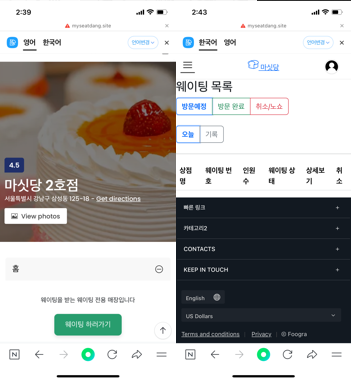 2:39
myseatdang.site
영어
한국어
언어변경
4.5
마싯당 2호점
서울특별시 강남구 삼성동 125-18 - Get directions
View photos
홈
웨이팅을 받는 웨이팅 전용 매장입니다
웨이팅 하러가기
N
2:43
myseatdang.site
한국어
영어
언어변경
마싯당
웨이팅 목록
방문예정
방문 완료
취소/노쇼
오늘
기록
상점명 웨이팅 번호 인원수 웨이팅 상태 상세보기 취소
빠른 링크
카테고리2
CONTACTS
KEEP IN TOUCH
English
US Dollars
Terms and conditions
Privacy
© Foogra
N